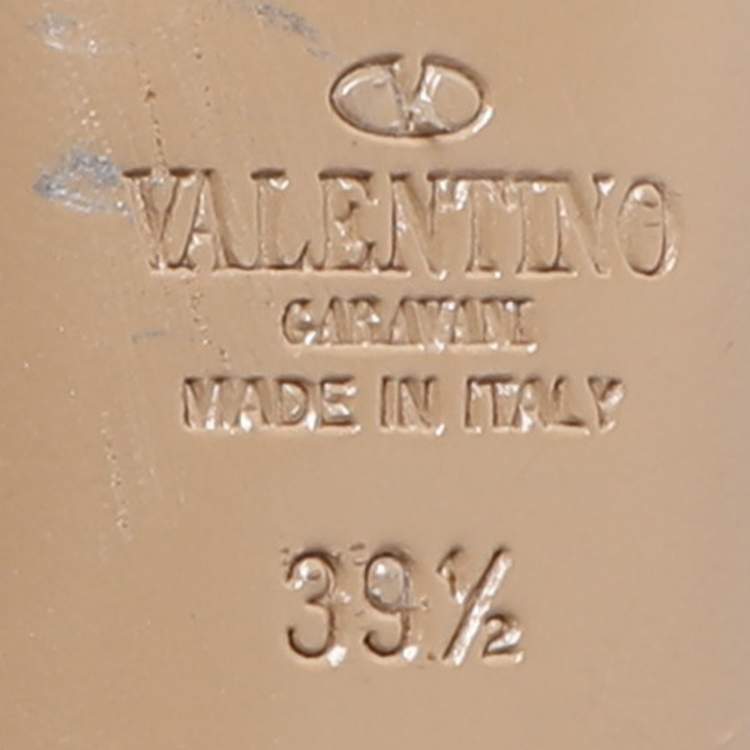 V
VALENTINO
GARAVANI
MADE IN ITALY
39½